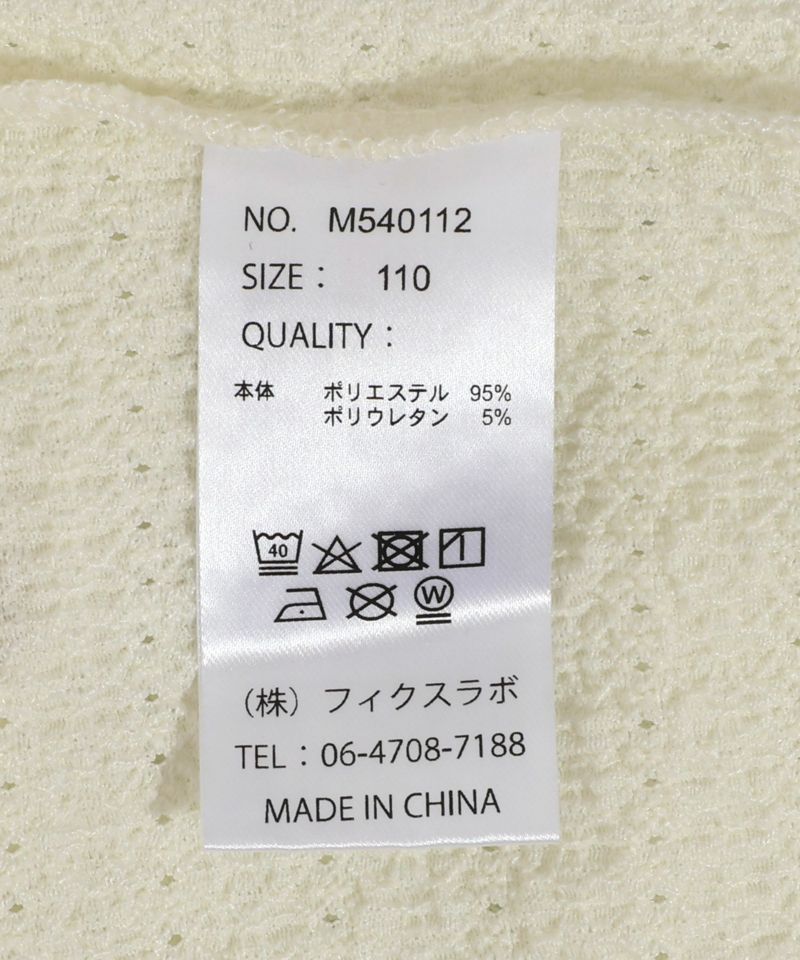 NO. M540112
SIZE： 110
QUALITY：
本体 ポリエステル 95%
ポリウレタン 5%
40
W
（株）フィクスラボ
TEL：06-4708-7188
MADE IN CHINA